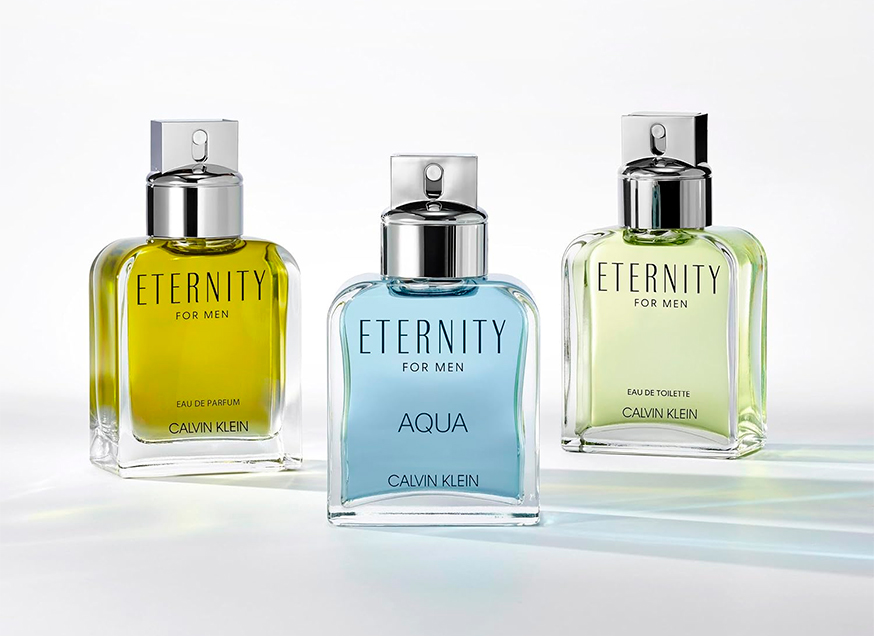 ETERNITY
FOR MEN
EAU DE PARFUM
CALVIN KLEIN
ETERNITY
FOR MEN
AQUA
CALVIN KLEIN
ETERNITY
FOR MEN
EAU DE TOILETTE
CALVIN KLEIN